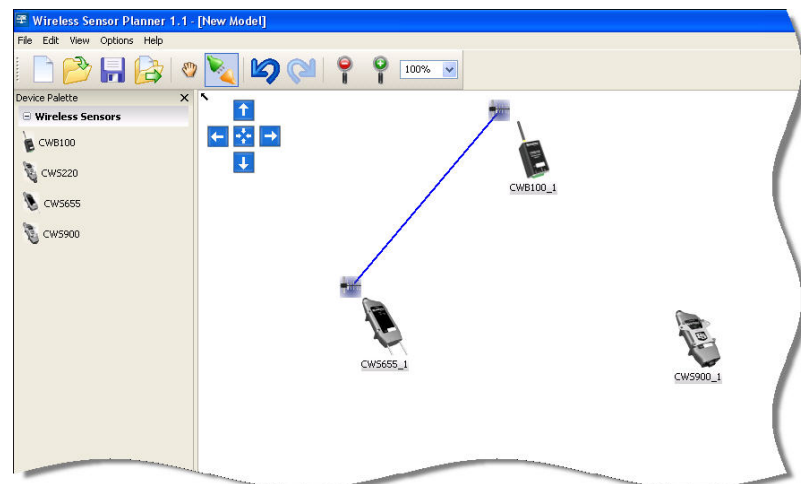 Wireless Sensor Planner 1.1 - [New Model]
File Edit View Options Help
100%
Device Palette X
Wireless Sensors
CWB100
CWS220
CWS655
CWS900
CWB100_1
CWS655_1
CWS900_1